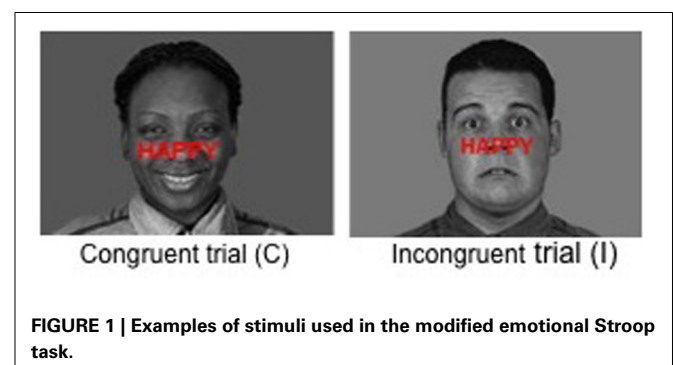 HAPPY
HAPPY
Congruent trial (C)
Incongruent trial (I)
FIGURE 1 | Examples of stimuli used in the modified emotional Stroop
task.